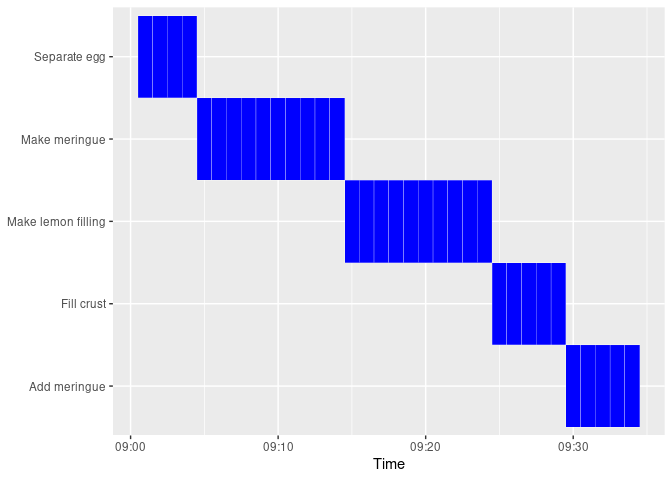 Separate egg
Make meringue
Make lemon filling
Fill crust
Add meringue
09:00 09:10 09:20 09:30
Time